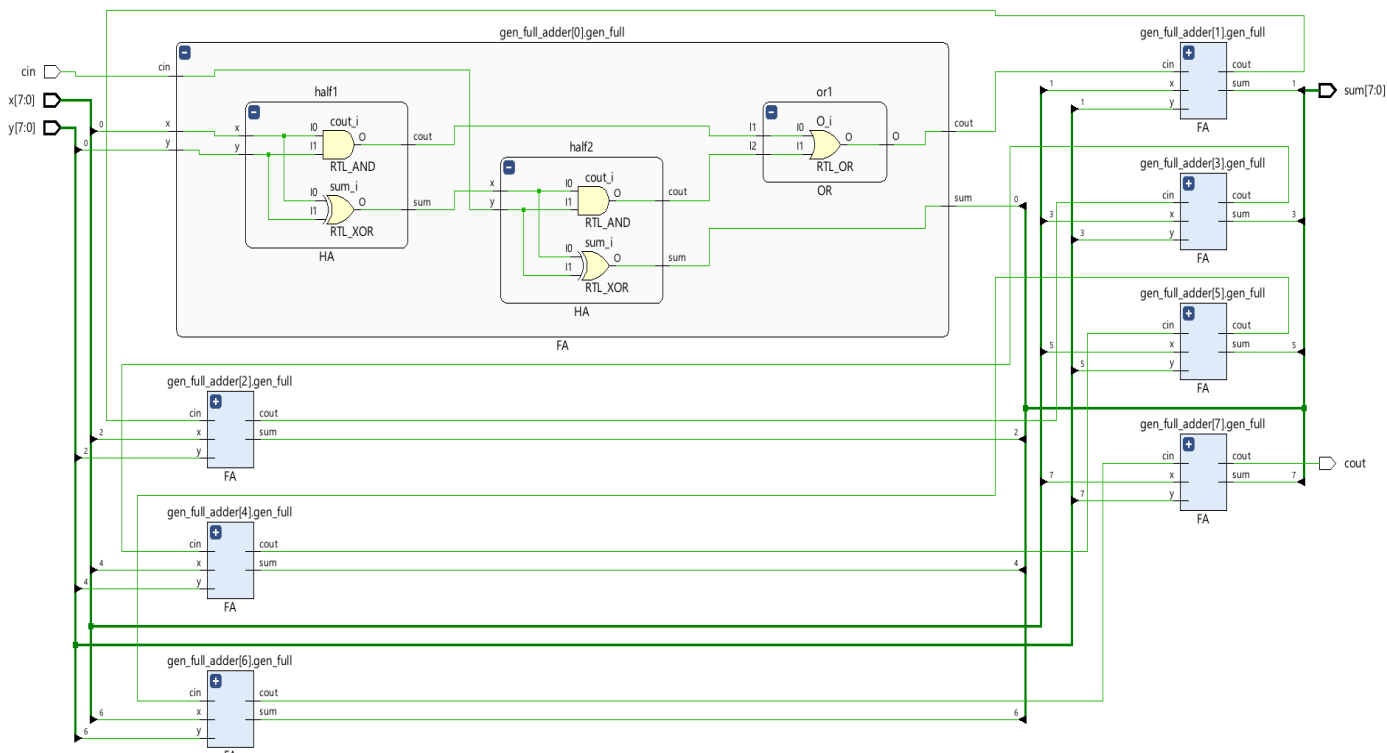 gen_full_adder[0].gen_full
cin
x[7:0]
y[7:0]
0
0
cin
x
y
half1
x
y
I0
I1
cout_i
O
RTL_AND
I0
I1
sum_i
O
RTL_XOR
cout
sum
HA
half2
x
y
I0
I1
cout_i
O
RTL_AND
I0
I1
sum_i
O
RTL_XOR
cout
sum
HA
or1
I1
I2
I0
I1
O_i
O
RTL_OR
O
OR
cout
sum
0
FA
gen_full_adder[1].gen_full
1
1
cin
x
y
cout
sum
1
FA
sum[7:0]
gen_full_adder[3].gen_full
3
3
cin
x
y
cout
sum
3
FA
gen_full_adder[5].gen_full
5
5
cin
x
y
cout
sum
5
FA
gen_full_adder[2].gen_full
2
2
cin
x
y
cout
sum
2
FA
gen_full_adder[7].gen_full
7
7
cin
x
y
cout
sum
7
FA
cout
gen_full_adder[4].gen_full
4
4
cin
x
y
cout
sum
4
FA
gen_full_adder[6].gen_full
6
6
cin
x
y
cout
sum
6
FA